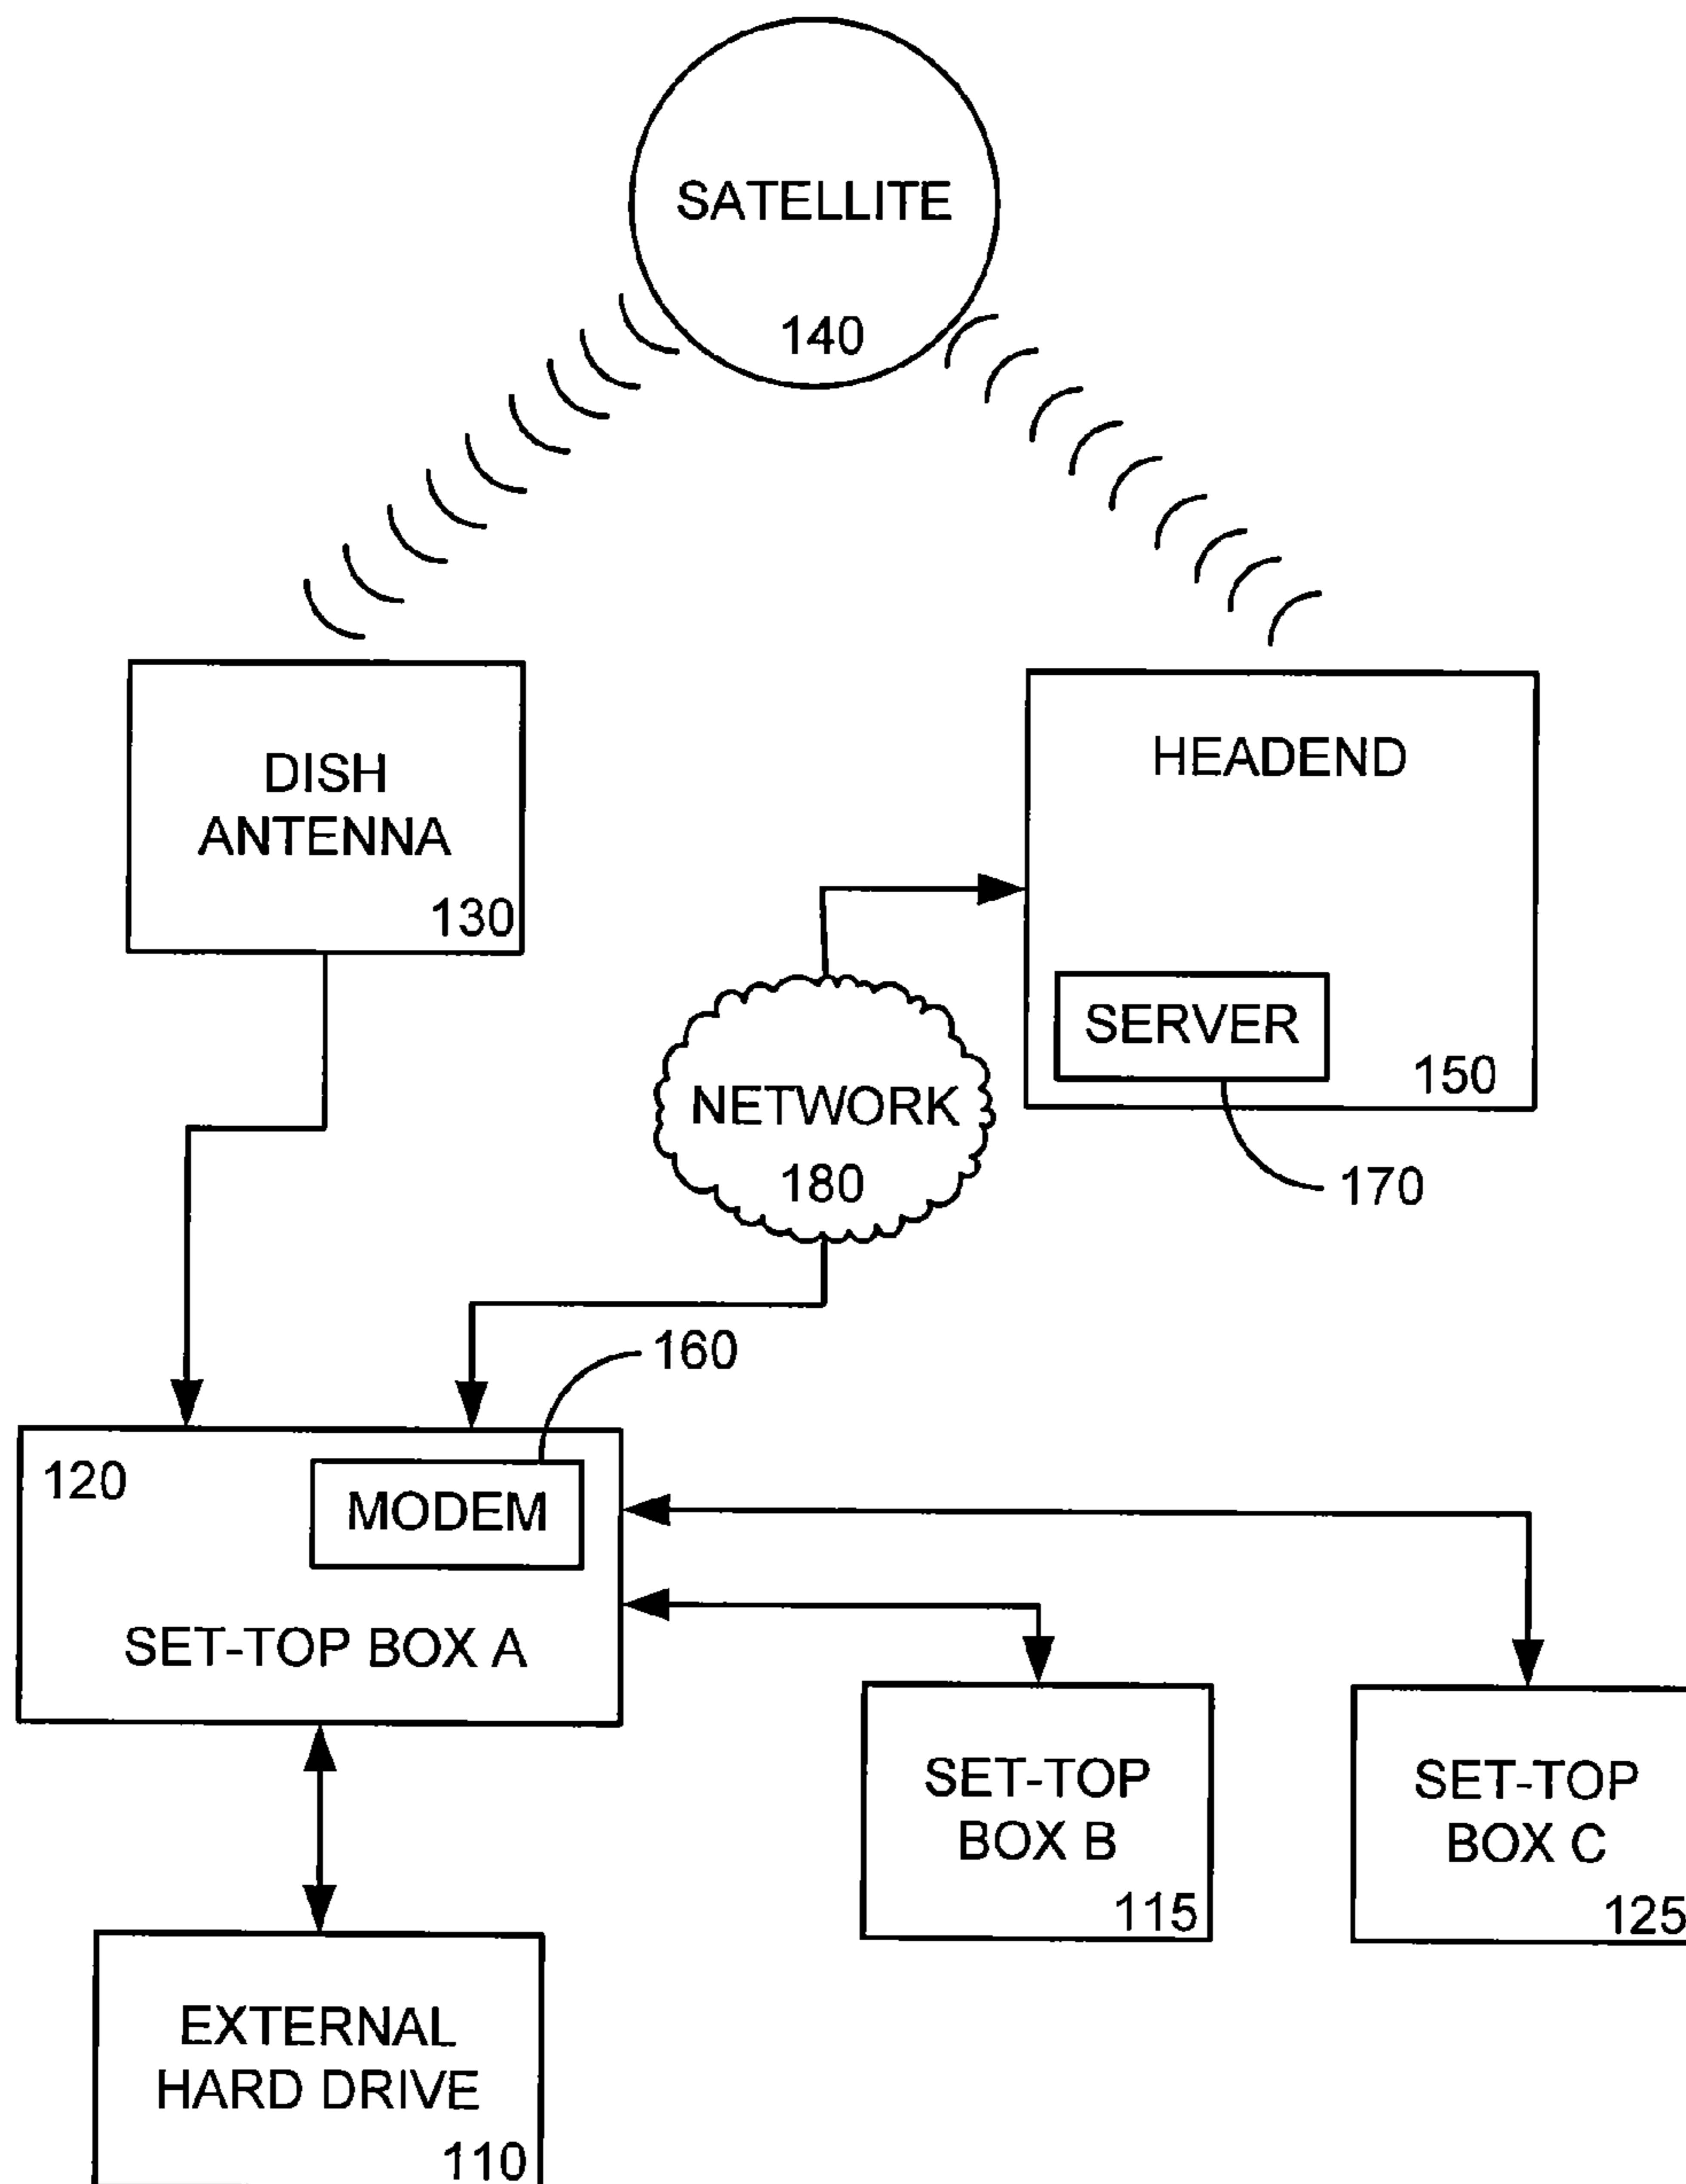 SATELLITE
140
DISH
ANTENNA
130
HEADEND
SERVER
150
170
NETWORK
180
160
120
MODEM
SET-TOP BOX A
SET-TOP
BOX B
115
SET-TOP
BOX C
125
EXTERNAL
HARD DRIVE
110